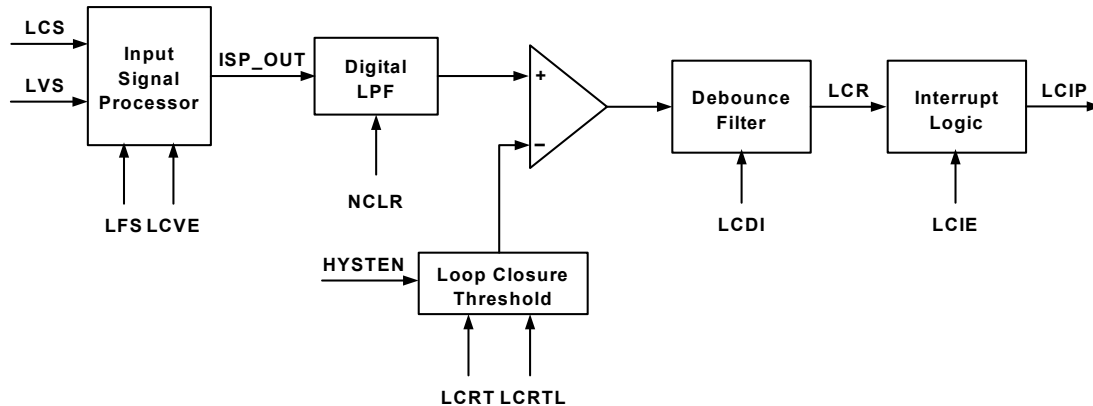 LCS
LVS
Input
Signal
Processor
LFS LCVE
ISP_OUT
Digital
LPF
NCLR
+
–
HYSTEN
Loop Closure
Threshold
LCRT LCRTL
Debounce
Filter
LCDI
LCR
Interrupt
Logic
LCIE
LCIP